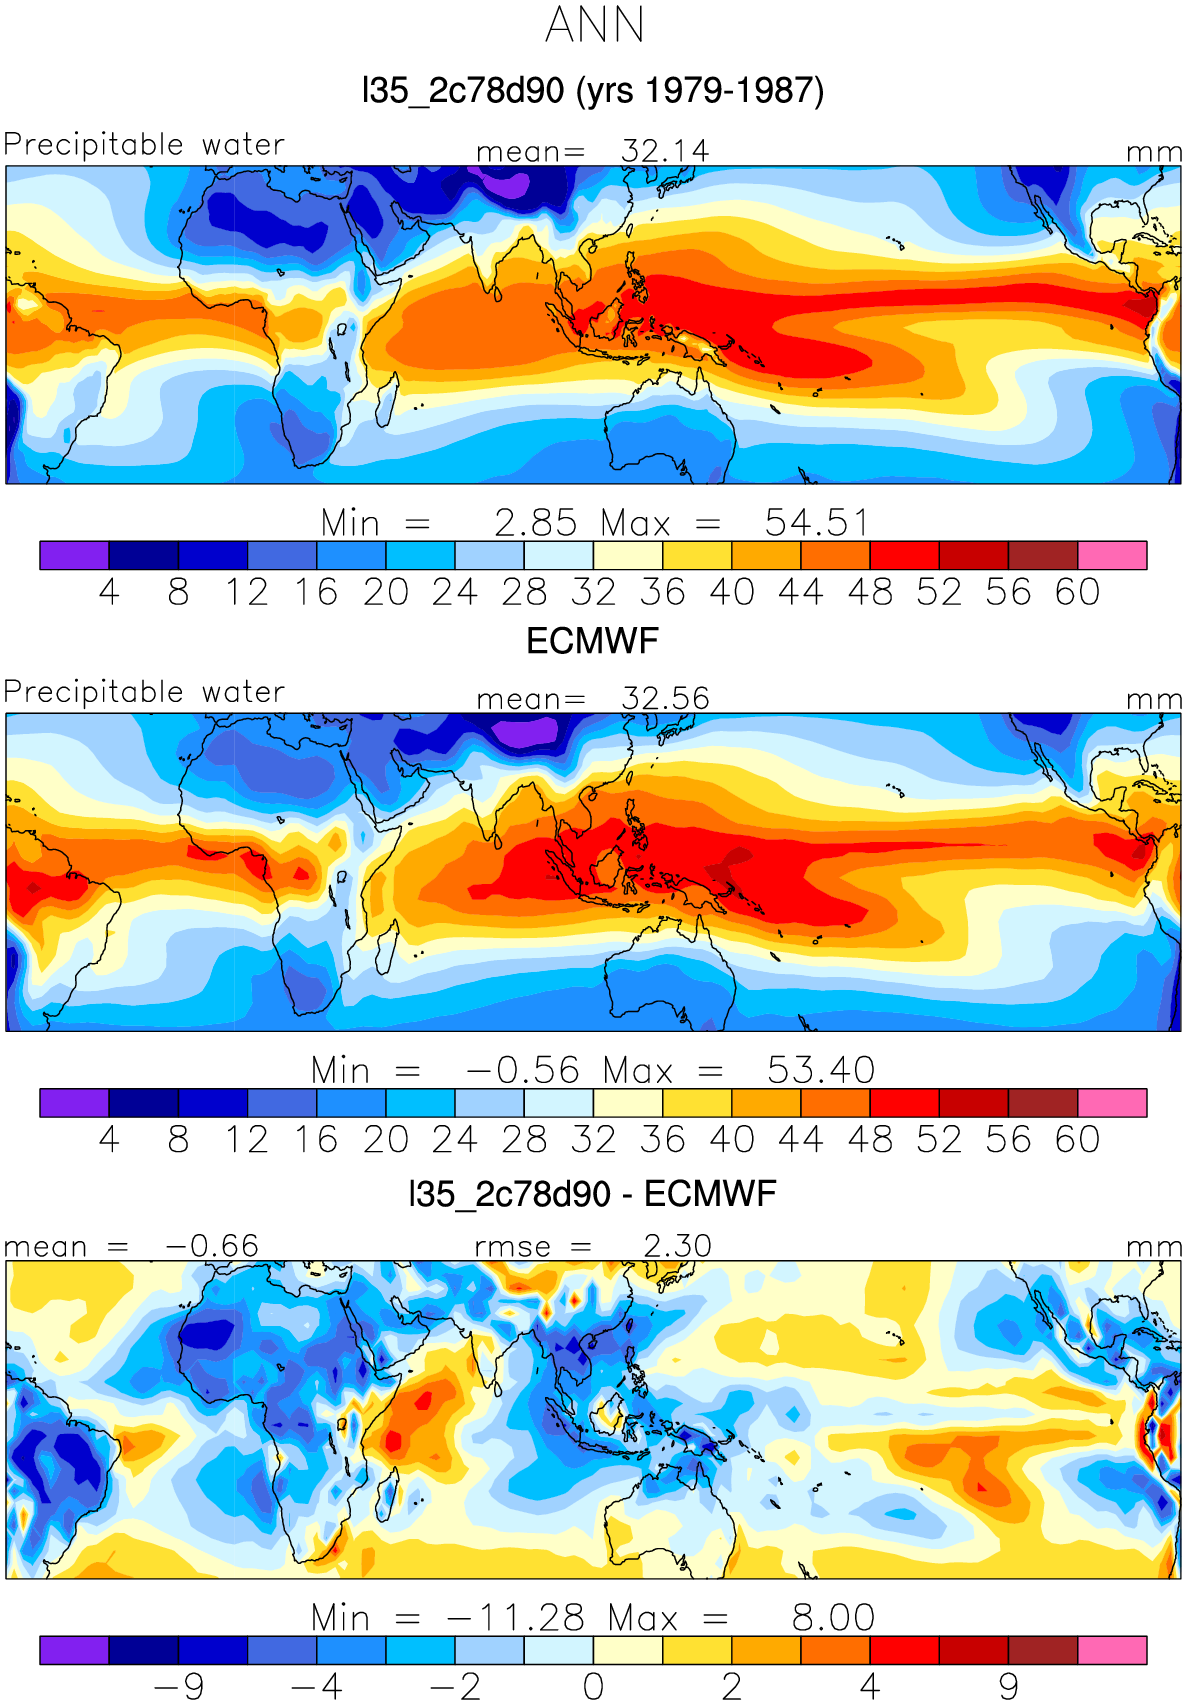 ANN
l35_2c78d90 (yrs 1979-1987)
Precipitable water mean= 32.14 mm
Min = 2.85 Max = 54.51
4 8 12 16 20 24 28 32 36 40 44 48 52 56 60
ECMWF
Precipitable water mean= 32.56 mm
Min = −0.56 Max = 53.40
4 8 12 16 20 24 28 32 36 40 44 48 52 56 60
l35_2c78d90 - ECMWF
mean = −0.66 rmse = 2.30 mm
Min = −11.28 Max = 8.00
−9 −4 −2 0 2 4 9